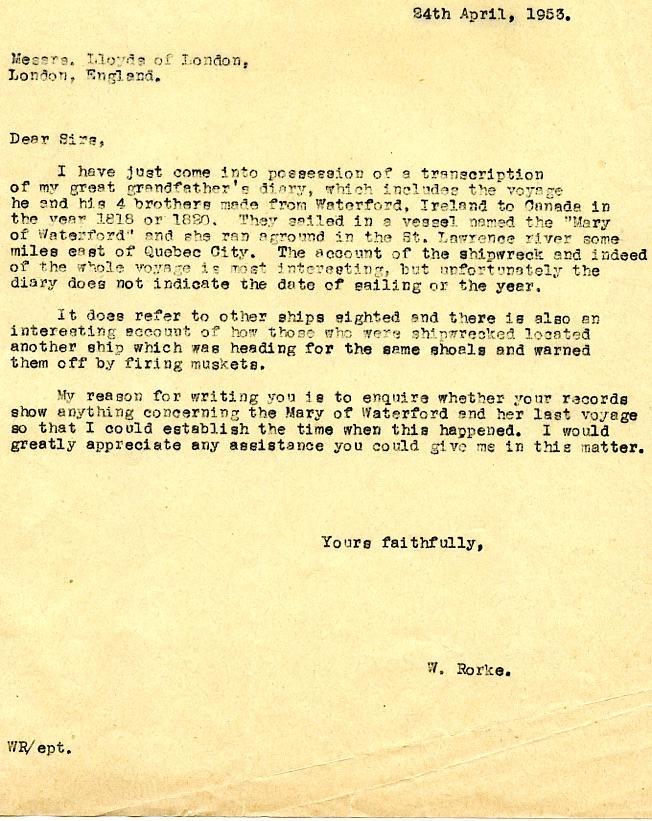 24th April, 1953.
Messrs. Lloyds of London,
London, England.
Dear Sirs,
I have just come into possession of a transcription
of my great grandfather's diary, which includes the voyage
he and his 4 brothers made from Waterford, Ireland to Canada in
the year 1818 or 1820. They sailed in a vessel named the "Mary
of Waterford" and she ran aground in the St. Lawrence river some
miles east of Quebec City. The account of the shipwreck and indeed
of the whole voyage is most interesting, but unfortunately the
diary does not indicate the date of sailing or the year.
It does refer to other ships sighted and there is also an
interesting account of how those who were shipwrecked located
another ship which was heading for the same shoals and warned
them off by firing muskets.
My reason for writing you is to enquire whether your records
show anything concerning the Mary of Waterford and her last voyage
so that I could establish the time when this happened. I would
greatly appreciate any assistance you could give me in this matter.
Yours faithfully,
W. Rorke.
WR/ept.